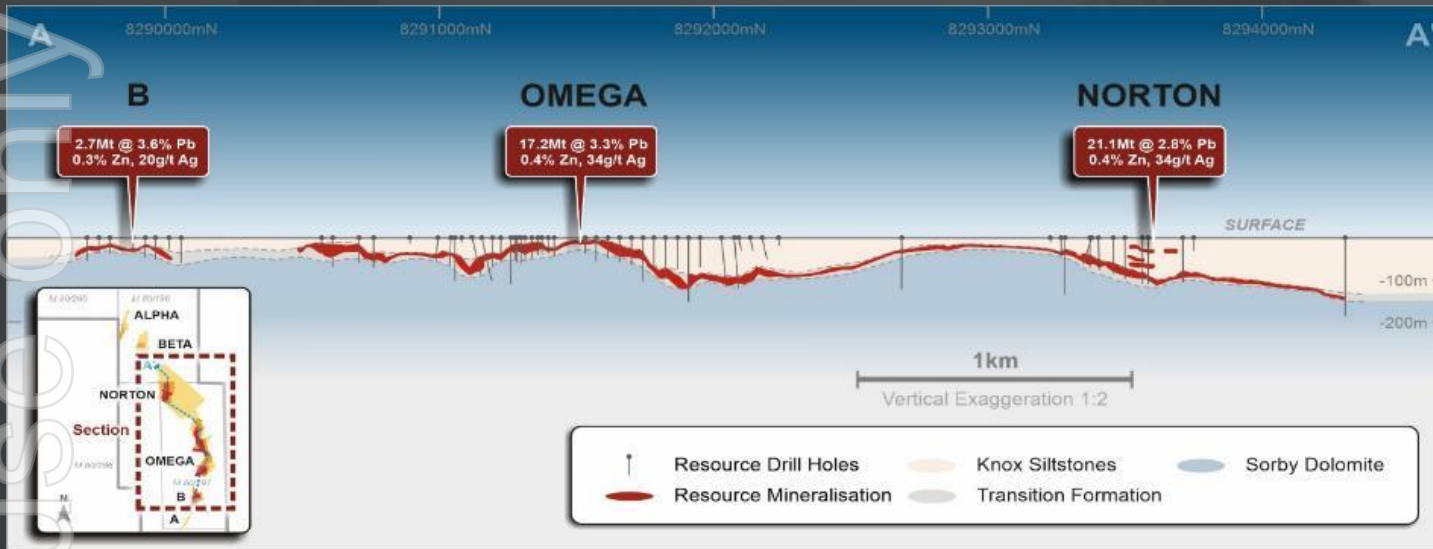 use only
A
8290000mN
8291000mN
8292000mN
8293000mN
8294000mN
A'
B
OMEGA
NORTON
2.7Mt @ 3.6% Pb
0.3% Zn, 20g/t Ag
17.2Mt @ 3.3% Pb
0.4% Zn, 34g/t Ag
21.1Mt @ 2.8% Pb
0.4% Zn, 34g/t Ag
SURFACE
-100m
-200m
ALPHA
BETA
A'
NORTON
Section
OMEGA
B
A
N
1km
Vertical Exaggeration 1:2
Resource Drill Holes
Knox Siltstones
Sorby Dolomite
Resource Mineralisation
Transition Formation